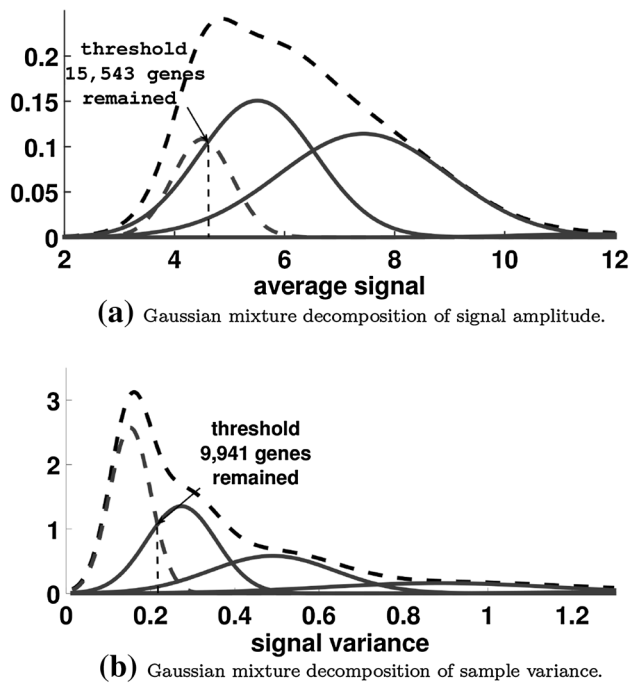 0.2
0.15
0.1
0.05
0
threshold
15,543 genes
remained
2 4 6 8 10 12
average signal
(a) Gaussian mixture decomposition of signal amplitude.
3
2
1
0
threshold
9,941 genes
remained
0 0.2 0.4 0.6 0.8 1 1.2
signal variance
(b) Gaussian mixture decomposition of sample variance.